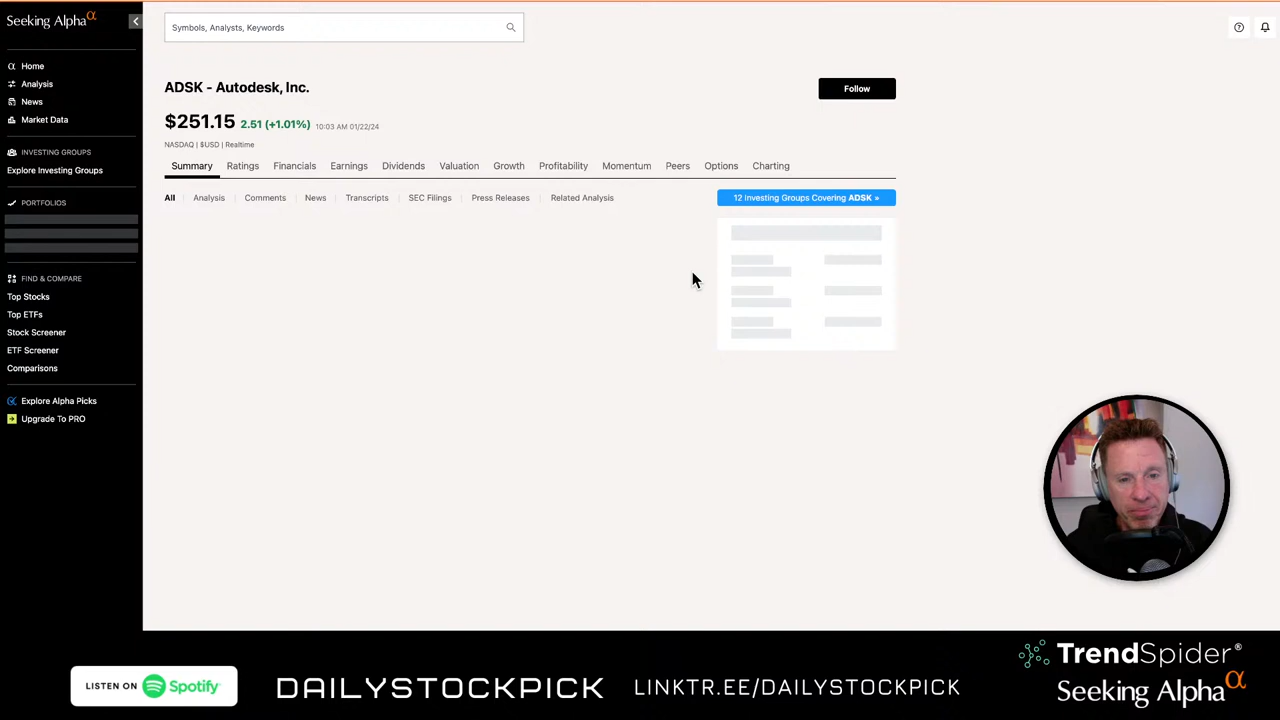 Seeking Alpha α
Symbols, Analysts, Keywords
Home
Analysis
News
Market Data
INVESTING GROUPS
Explore Investing Groups
PORTFOLIOS
FIND & COMPARE
Top Stocks
Top ETFs
Stock Screener
ETF Screener
Comparisons
Explore Alpha Picks
Upgrade To PRO
ADSK - Autodesk, Inc.
Follow
$251.15 2.51 (+1.01%) 10:03 AM 01/22/24
NASDAQ | $USD | Realtime
Summary Ratings Financials Earnings Dividends Valuation Growth Profitability Momentum Peers Options Charting
All Analysis Comments News Transcripts SEC Filings Press Releases Related Analysis
12 Investing Groups Covering ADSK »
LISTEN ON Spotify
DAILYSTOCKPICK
LINKTR.EE/DAILYSTOCKPICK
TrendSpider®
Seeking Alpha α